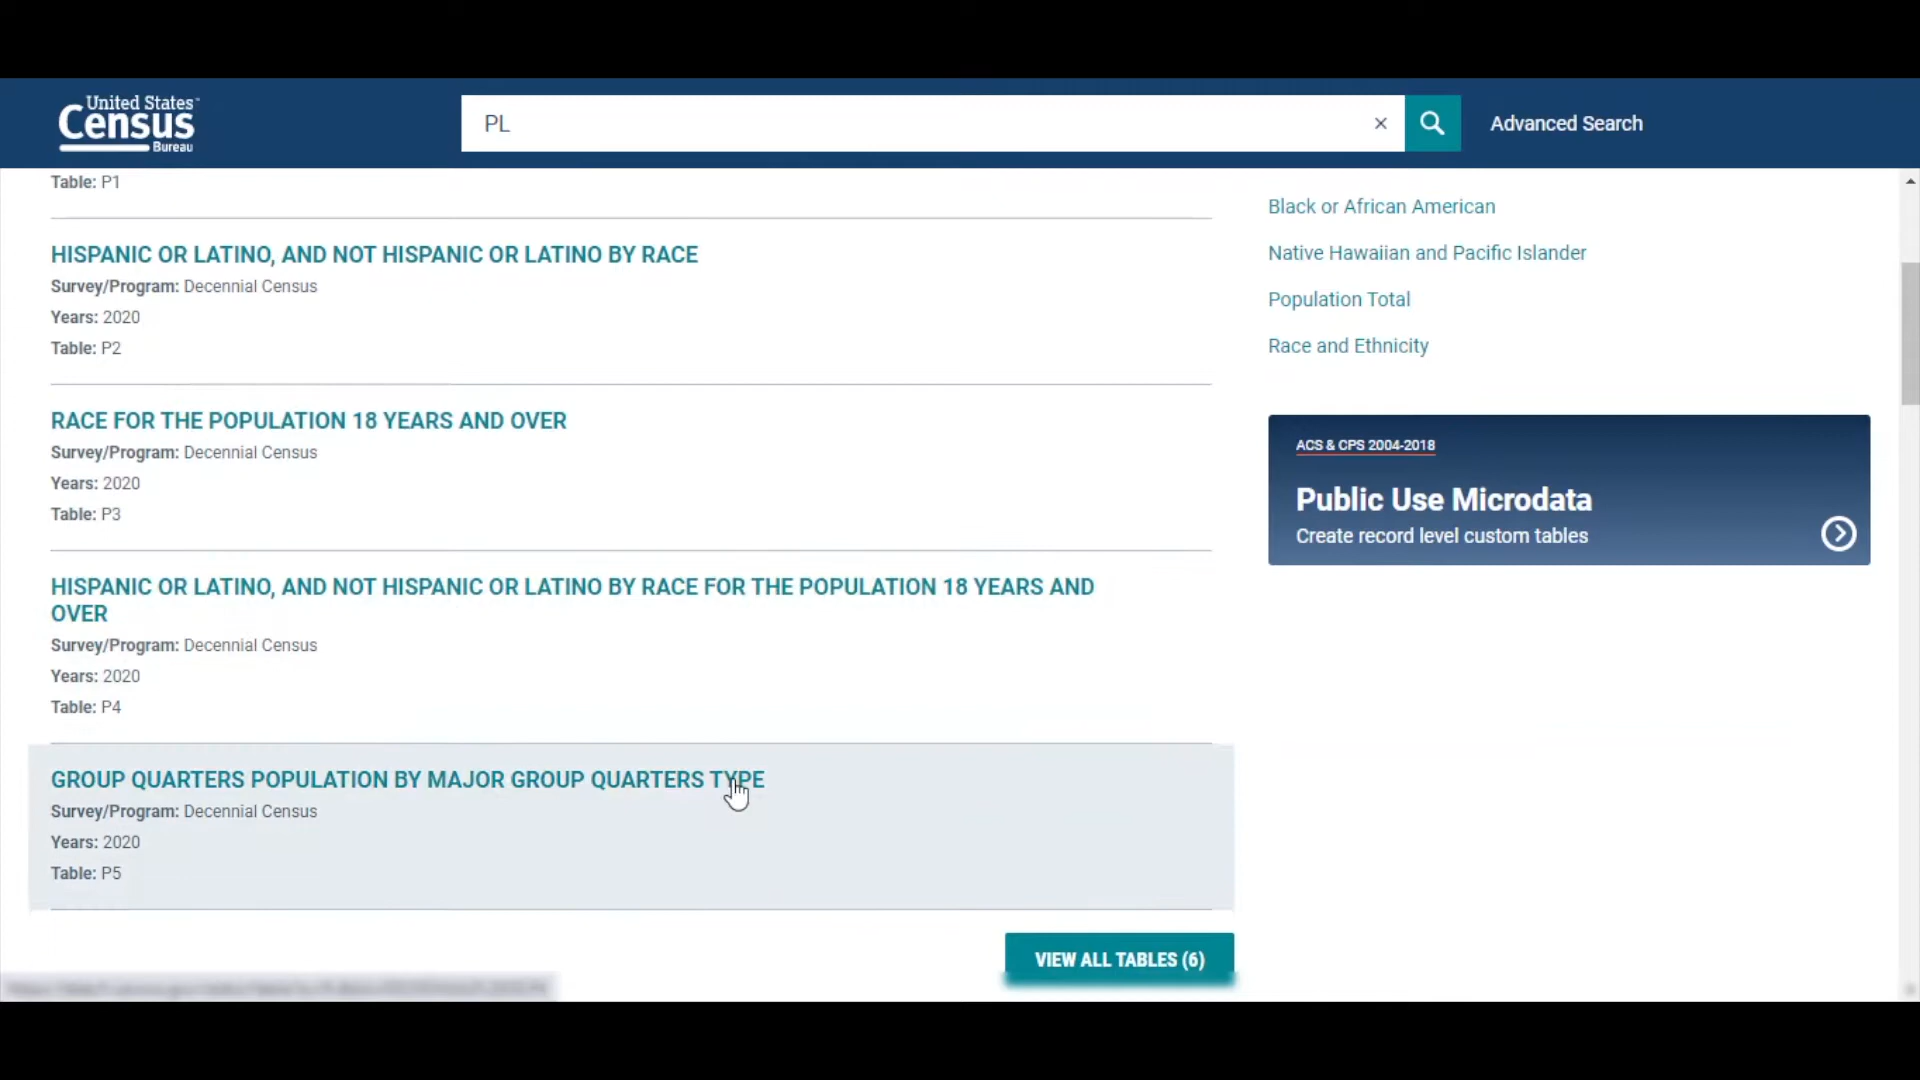 United States™
Census
Bureau
PL
×
Advanced Search
Table: P1
HISPANIC OR LATINO, AND NOT HISPANIC OR LATINO BY RACE
Survey/Program: Decennial Census
Years: 2020
Table: P2
RACE FOR THE POPULATION 18 YEARS AND OVER
Survey/Program: Decennial Census
Years: 2020
Table: P3
HISPANIC OR LATINO, AND NOT HISPANIC OR LATINO BY RACE FOR THE POPULATION 18 YEARS AND
OVER
Survey/Program: Decennial Census
Years: 2020
Table: P4
GROUP QUARTERS POPULATION BY MAJOR GROUP QUARTERS TYPE
Survey/Program: Decennial Census
Years: 2020
Table: P5
VIEW ALL TABLES (6)
Black or African American
Native Hawaiian and Pacific Islander
Population Total
Race and Ethnicity
ACS & CPS 2004-2018
Public Use Microdata
Create record level custom tables